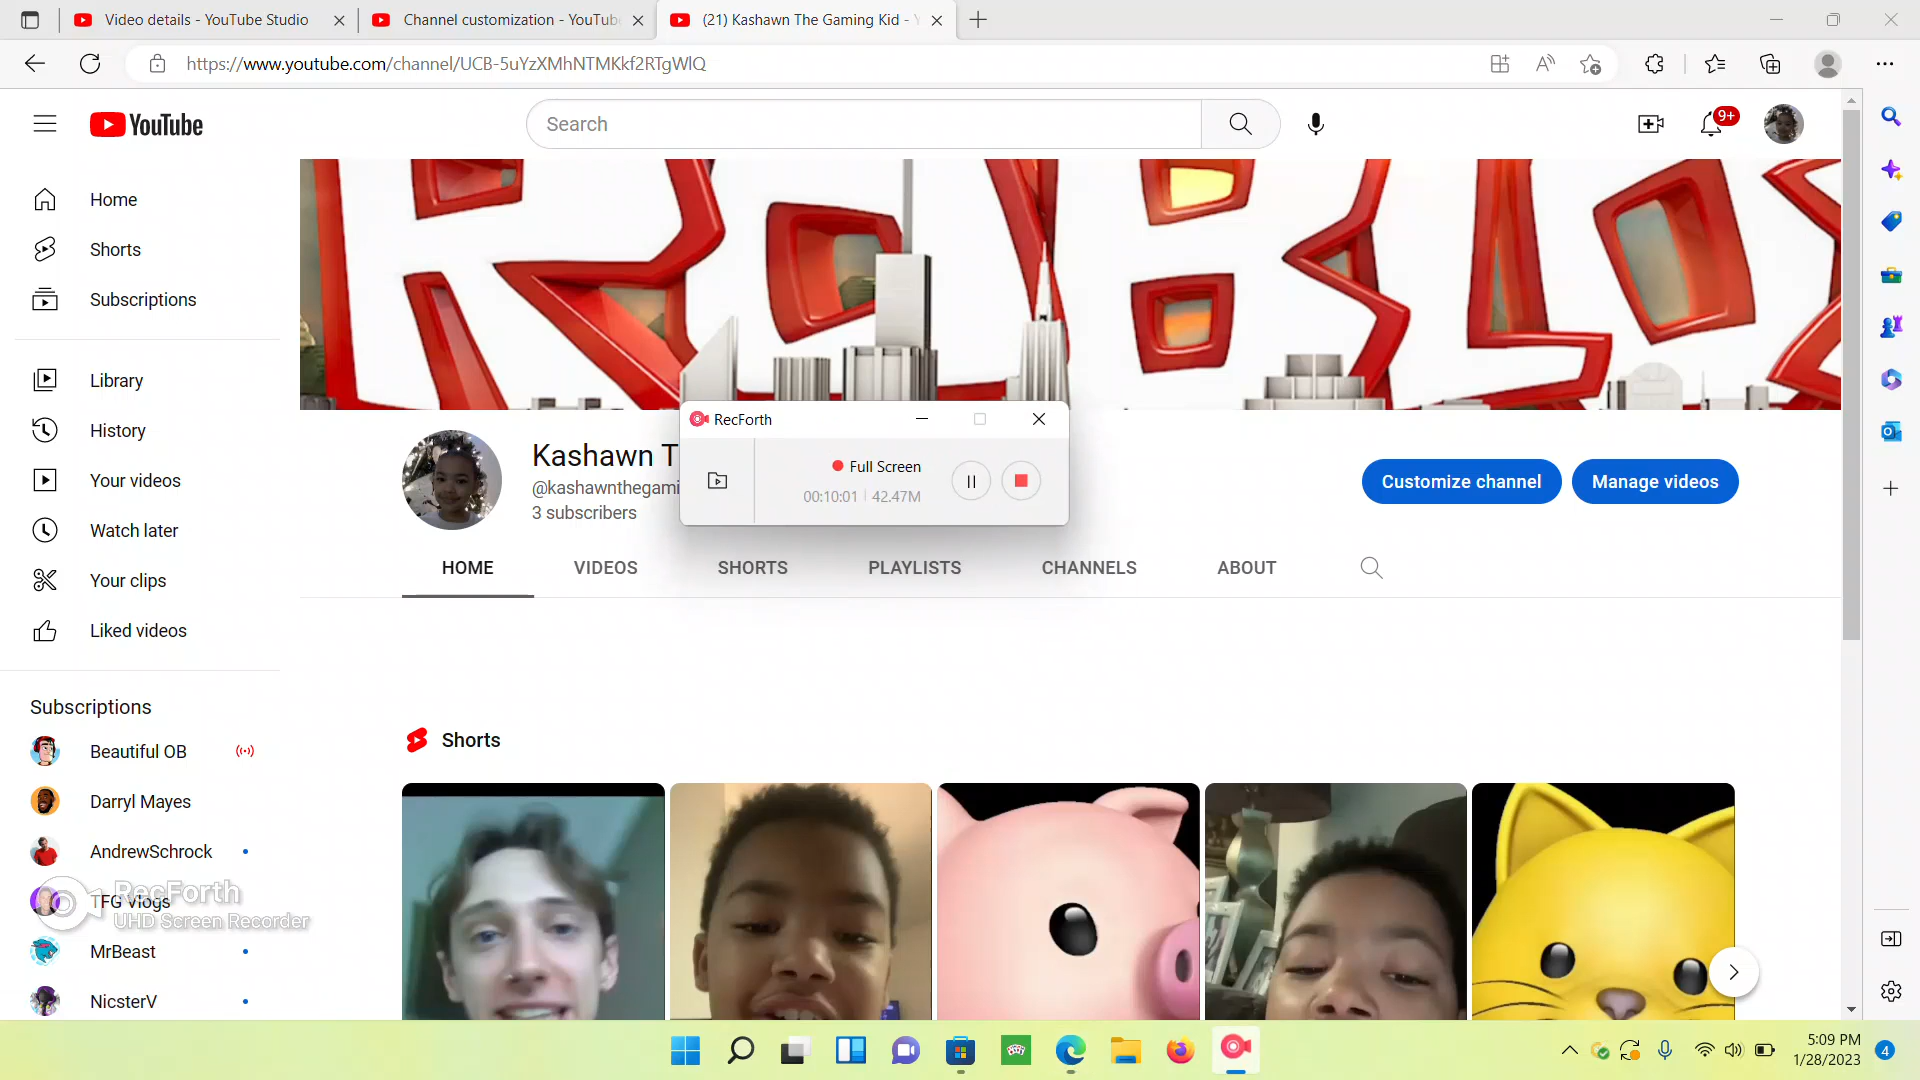 Video details - YouTube Studio
Channel customization - YouTub
(21) Kashawn The Gaming Kid -
https://www.youtube.com/channel/UCB-5uYzXMhNTMKkf2RTgWlQ
YouTube
Search
9+
Home
Shorts
Subscriptions
Library
History
Your videos
Watch later
Your clips
Liked videos
Subscriptions
Beautiful OB
Darryl Mayes
AndrewSchrock
TFG Vlogs
MrBeast
NicsterV
RecForth
UHD Screen Recorder
ROBLO
Kashawn T
@kashawnthegami
3 subscribers
RecForth
Full Screen
00:10:01 | 42.47M
Customize channel
Manage videos
HOME
VIDEOS
SHORTS
PLAYLISTS
CHANNELS
ABOUT
Shorts
5:09 PM
1/28/2023
4